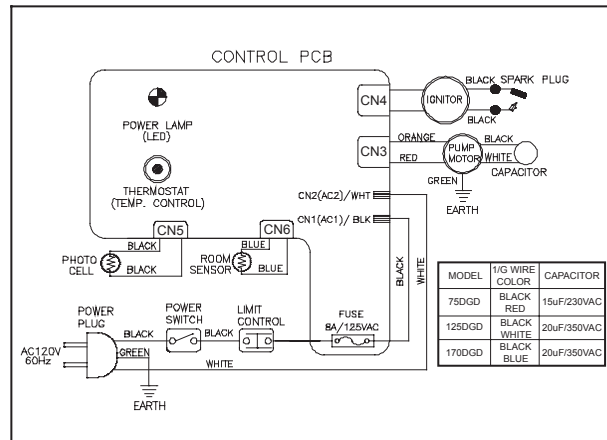 CONTROL PCB
POWER LAMP
(LED)
THERMOSTAT
(TEMP. CONTROL)
CN4
IGNITOR
BLACK
SPARK PLUG
BLACK
CN3
ORANGE
RED
PUMP
MOTOR
BLACK
WHITE
CAPACITOR
GREEN
EARTH
CN2(AC2)/WHT
CN1(AC1)/ BLK
BLACK
WHITE
CN5
BLACK
BLACK
PHOTO
CELL
CN6
BLUE
BLUE
ROOM
SENSOR
POWER
PLUG
AC120V
60Hz
BLACK
GREEN
WHITE
EARTH
POWER
SWITCH
BLACK
LIMIT
CONTROL
FUSE
8A/125VAC
MODEL 1/G WIRE COLOR CAPACITOR
75DGD BLACK RED 15uF/230VAC
125DGD BLACK WHITE 20uF/350VAC
170DGD BLACK BLUE 20uF/350VAC